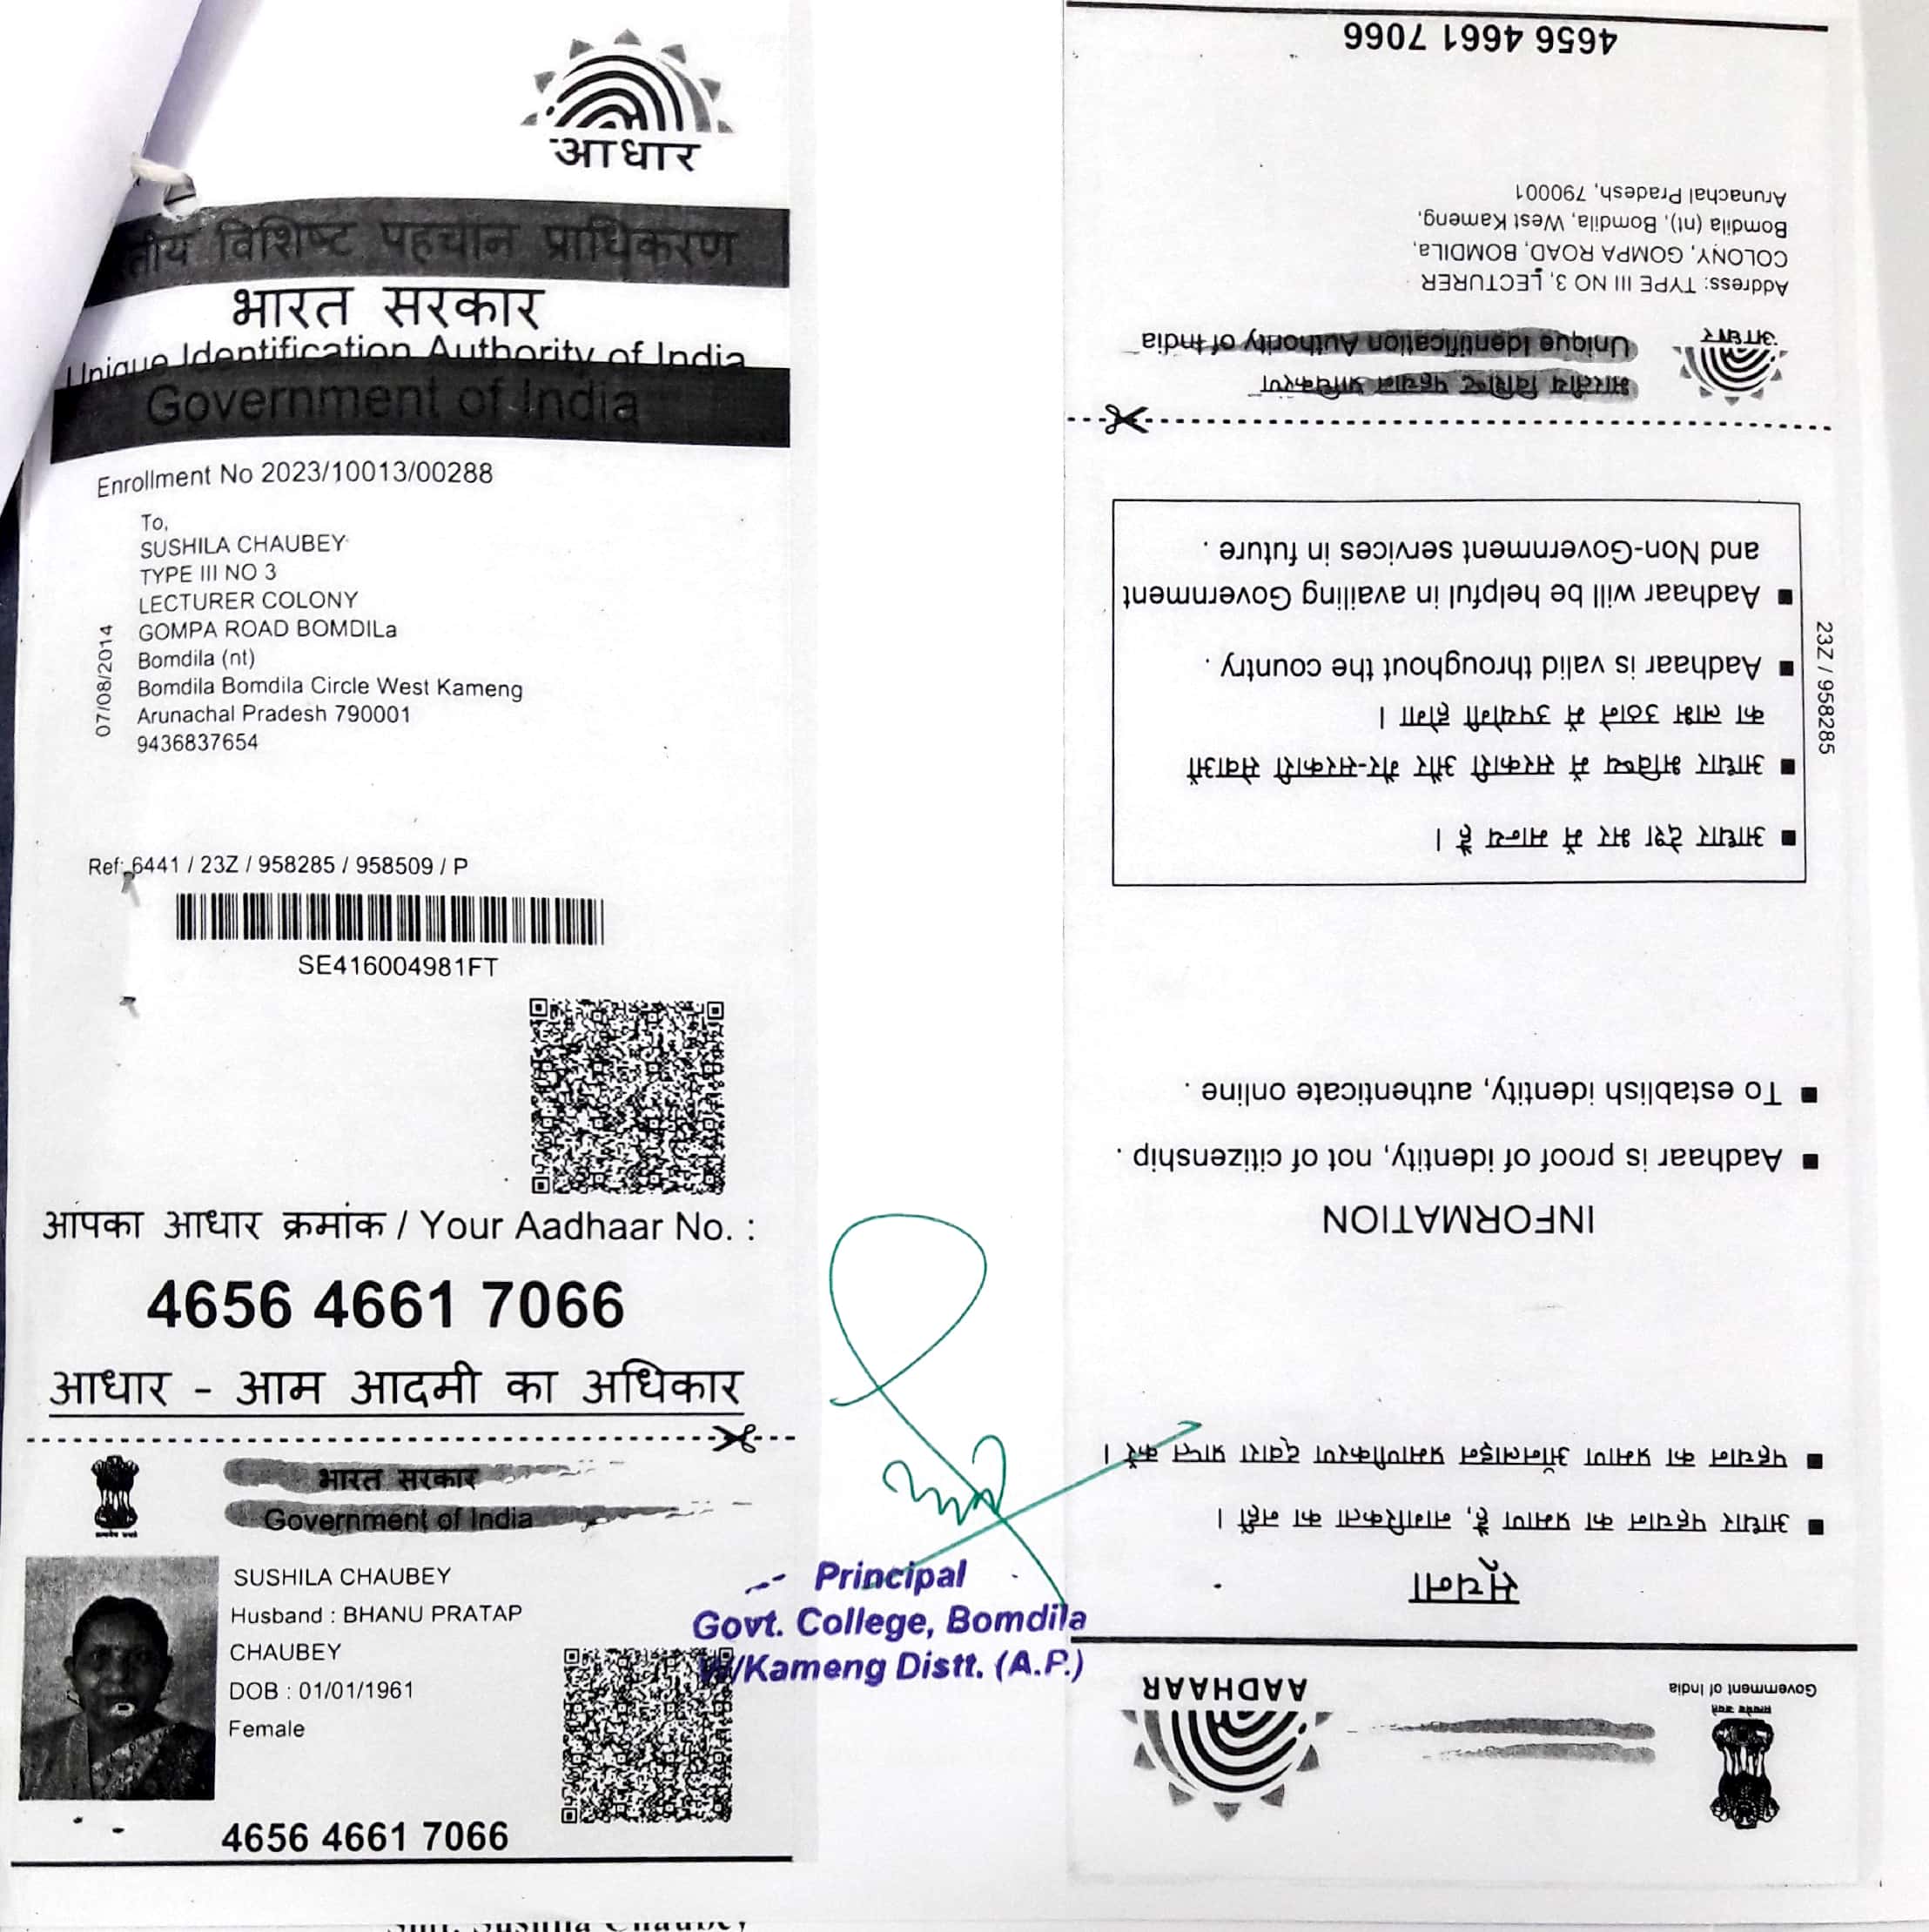 आधार
तीय विशिष्ट पहचान प्राधिकरण
भारत सरकार
Unique Identification Authority of India
Government of India
Enrollment No 2023/10013/00288
To,
SUSHILA CHAUBEY
TYPE III NO 3
LECTURER COLONY
GOMPA ROAD BOMDILa
Bomdila (nt)
Bomdila Bomdila Circle West Kameng
Arunachal Pradesh 790001
9436837654
07/08/2014
Ref: 6441 / 23Z / 958285 / 958509 / P
SE416004981FT
आपका आधार क्रमांक / Your Aadhaar No. :
4656 4661 7066
आधार - आम आदमी का अधिकार
भारत सरकार
Government of India
SUSHILA CHAUBEY
Husband : BHANU PRATAP
CHAUBEY
DOB : 01/01/1961
Female
4656 4661 7066
Principal
Govt. College, Bomdila
W/Kameng Distt. (A.P.)
Smt. Sushila Chaubey
Government of India
AADHAAR
सूचना
■ आधार पहचान का प्रमाण है, नागरिकता का नहीं ।
■ पहचान का प्रमाण ऑनलाइन प्रमाणीकरण द्वारा प्राप्त करें ।
INFORMATION
■ Aadhaar is proof of identity, not of citizenship .
■ To establish identity, authenticate online .
■ आधार देश भर में मान्य है ।
■ आधार भविष्य में सरकारी और गैर-सरकारी सेवाओं
का लाभ उठाने में उपयोगी होगा ।
■ Aadhaar is valid throughout the country .
■ Aadhaar will be helpful in availing Government
and Non-Government services in future .
23Z / 958285
भारतीय विशिष्ट पहचान प्राधिकरण
Unique Identification Authority of India
आधार
Address: TYPE III NO 3, LECTURER
COLONY, GOMPA ROAD, BOMDILa,
Bomdila (nt), Bomdila, West Kameng,
Arunachal Pradesh, 790001
4656 4661 7066